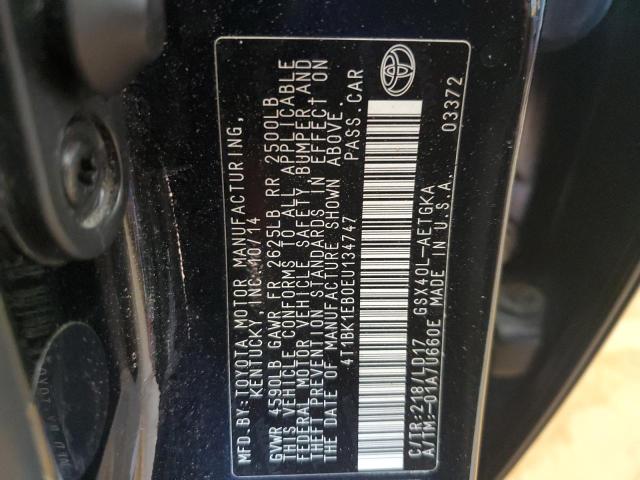 MFD.BY:TOYOTA MOTOR MANUFACTURING,
KENTUCKY,INC. 10/14
GVWR 4590LB GAWR FR 2625LB RR 2500LB
THIS VEHICLE CONFORMS TO ALL APPLICABLE
FEDERAL MOTOR VEHICLE SAFETY, BUMPER,AND
THEFT PREVENTION STANDARDS IN EFFECT ON
THE DATE OF MANUFACTURE SHOWN ABOVE.
4T1BK1EB0EU134747 PASS.CAR
C/TR:218/LD17 GSX40L-AETGKA 03372
A/TM:-01A/U660E MADE IN U.S.A.